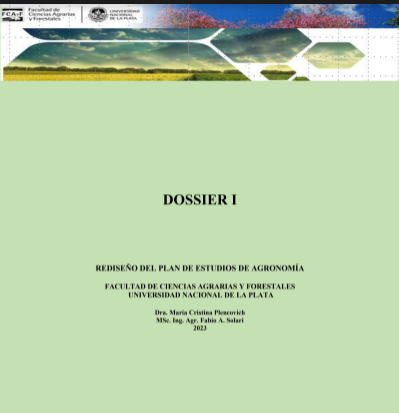 FCAyF
Facultad de
Ciencias Agrarias
y Forestales
UNIVERSIDAD
NACIONAL
DE LA PLATA
DOSSIER I
REDISEÑO DEL PLAN DE ESTUDIOS DE AGRONOMÍA
FACULTAD DE CIENCIAS AGRARIAS Y FORESTALES
UNIVERSIDAD NACIONAL DE LA PLATA
Dra. María Cristina Plencovich
MSc. Ing. Agr. Fabio A. Solari
2023